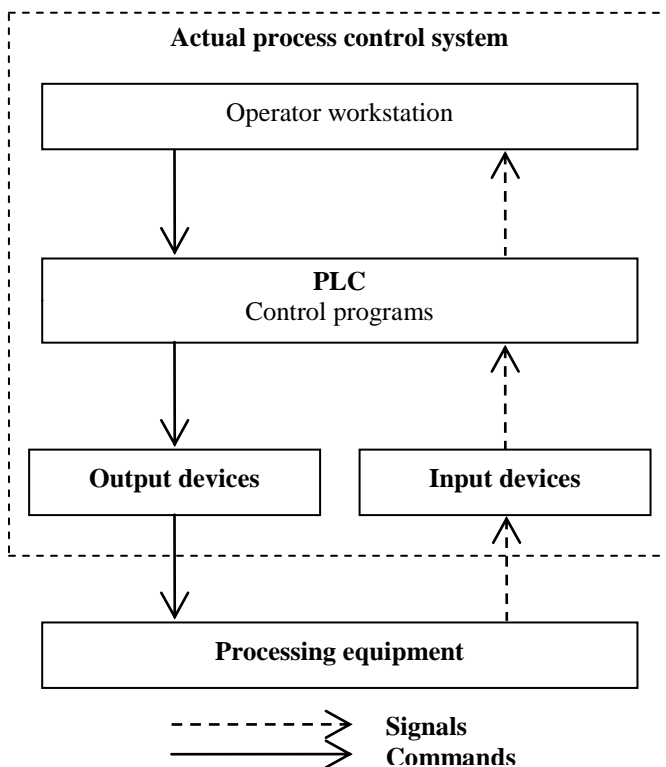 Actual process control system
Operator workstation
PLC
Control programs
Output devices
Input devices
Processing equipment
Signals
Commands